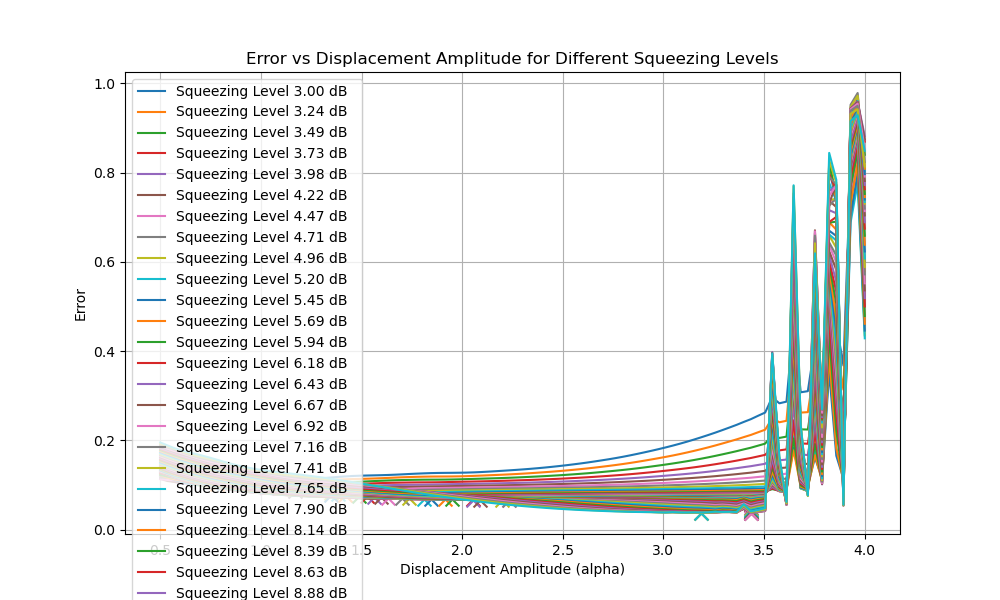 Error vs Displacement Amplitude for Different Squeezing Levels
1.0
0.8
0.6
0.4
0.2
0.0
Error
Squeezing Level 3.00 dB
Squeezing Level 3.24 dB
Squeezing Level 3.49 dB
Squeezing Level 3.73 dB
Squeezing Level 3.98 dB
Squeezing Level 4.22 dB
Squeezing Level 4.47 dB
Squeezing Level 4.71 dB
Squeezing Level 4.96 dB
Squeezing Level 5.20 dB
Squeezing Level 5.45 dB
Squeezing Level 5.69 dB
Squeezing Level 5.94 dB
Squeezing Level 6.18 dB
Squeezing Level 6.43 dB
Squeezing Level 6.67 dB
Squeezing Level 6.92 dB
Squeezing Level 7.16 dB
Squeezing Level 7.41 dB
Squeezing Level 7.65 dB
Squeezing Level 7.90 dB
Squeezing Level 8.14 dB
Squeezing Level 8.39 dB
Squeezing Level 8.63 dB
Squeezing Level 8.88 dB
0.5 1.5 2.0 2.5 3.0 3.5 4.0
Displacement Amplitude (alpha)